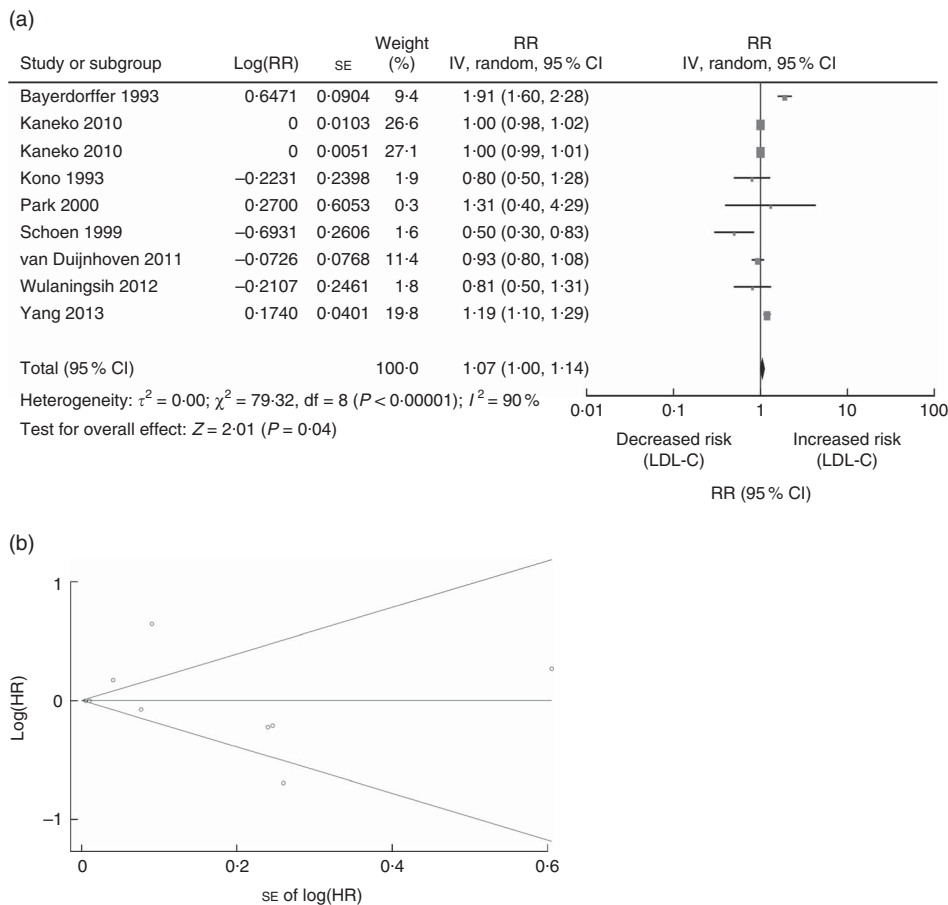 (a)
Study or subgroup Log(RR) SE Weight (%) RR IV, random, 95 % CI RR IV, random, 95 % CI
Bayerdorffer 1993 0·6471 0·0904 9·4 1·91 (1·60, 2·28)
Kaneko 2010 0 0·0103 26·6 1·00 (0·98, 1·02)
Kaneko 2010 0 0·0051 27·1 1·00 (0·99, 1·01)
Kono 1993 −0·2231 0·2398 1·9 0·80 (0·50, 1·28)
Park 2000 0·2700 0·6053 0·3 1·31 (0·40, 4·29)
Schoen 1999 −0·6931 0·2606 1·6 0·50 (0·30, 0·83)
van Duijnhoven 2011 −0·0726 0·0768 11·4 0·93 (0·80, 1·08)
Wulaningsih 2012 −0·2107 0·2461 1·8 0·81 (0·50, 1·31)
Yang 2013 0·1740 0·0401 19·8 1·19 (1·10, 1·29)
Total (95 % CI) 100·0 1·07 (1·00, 1·14)
Heterogeneity: τ² = 0·00; χ² = 79·32, df = 8 (P < 0·00001); I² = 90 %
Test for overall effect: Z = 2·01 (P = 0·04)
0·01 0·1 1 10 100
Decreased risk (LDL-C) Increased risk (LDL-C)
RR (95 % CI)
(b)
Log(HR)
1
0
−1
0 0·2 0·4 0·6
SE of log(HR)